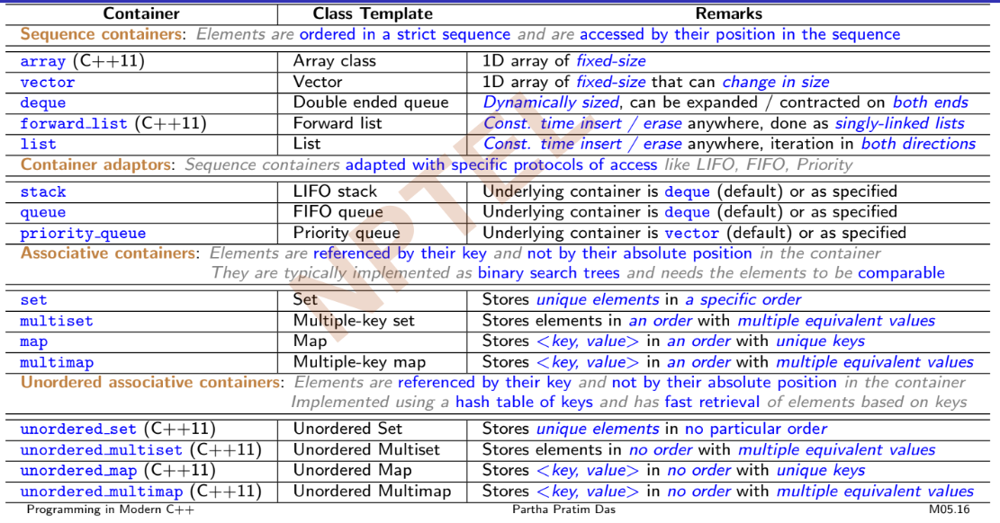 Container Class Template Remarks
Sequence containers: Elements are ordered in a strict sequence and are accessed by their position in the sequence
array (C++11) Array class 1D array of fixed-size
vector Vector 1D array of fixed-size that can change in size
deque Double ended queue Dynamically sized, can be expanded / contracted on both ends
forward_list (C++11) Forward list Const. time insert / erase anywhere, done as singly-linked lists
list List Const. time insert / erase anywhere, iteration in both directions
Container adaptors: Sequence containers adapted with specific protocols of access like LIFO, FIFO, Priority
stack LIFO stack Underlying container is deque (default) or as specified
queue FIFO queue Underlying container is deque (default) or as specified
priority_queue Priority queue Underlying container is vector (default) or as specified
Associative containers: Elements are referenced by their key and not by their absolute position in the container
They are typically implemented as binary search trees and needs the elements to be comparable
set Set Stores unique elements in a specific order
multiset Multiple-key set Stores elements in an order with multiple equivalent values
map Map Stores <key, value> in an order with unique keys
multimap Multiple-key map Stores <key, value> in an order with multiple equivalent values
Unordered associative containers: Elements are referenced by their key and not by their absolute position in the container
Implemented using a hash table of keys and has fast retrieval of elements based on keys
unordered_set (C++11) Unordered Set Stores unique elements in no particular order
unordered_multiset (C++11) Unordered Multiset Stores elements in no order with multiple equivalent values
unordered_map (C++11) Unordered Map Stores <key, value> in no order with unique keys
unordered_multimap (C++11) Unordered Multimap Stores <key, value> in no order with multiple equivalent values
Programming in Modern C++ Partha Pratim Das M05.16
NPTEL